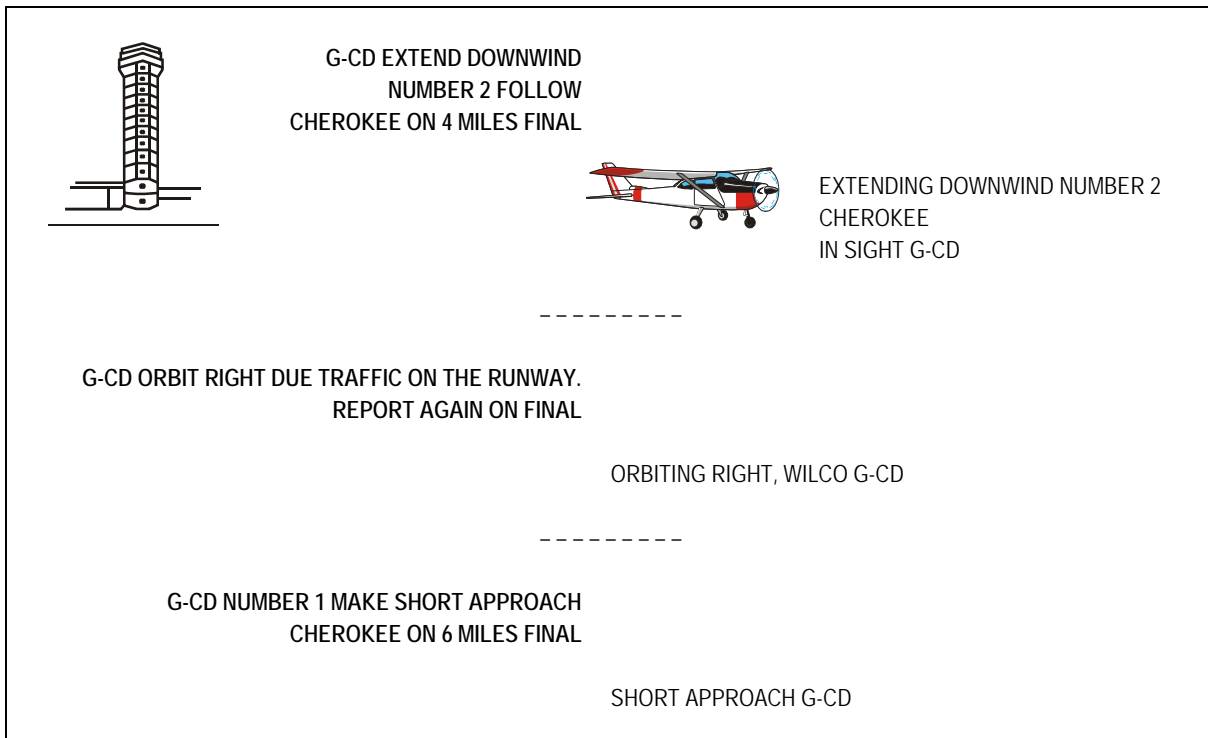 G-CD EXTEND DOWNWIND
NUMBER 2 FOLLOW
CHEROKEE ON 4 MILES FINAL
EXTENDING DOWNWIND NUMBER 2
CHEROKEE
IN SIGHT G-CD
_ _ _ _ _ _ _ _ _
G-CD ORBIT RIGHT DUE TRAFFIC ON THE RUNWAY.
REPORT AGAIN ON FINAL
ORBITING RIGHT, WILCO G-CD
_ _ _ _ _ _ _ _ _
G-CD NUMBER 1 MAKE SHORT APPROACH
CHEROKEE ON 6 MILES FINAL
SHORT APPROACH G-CD